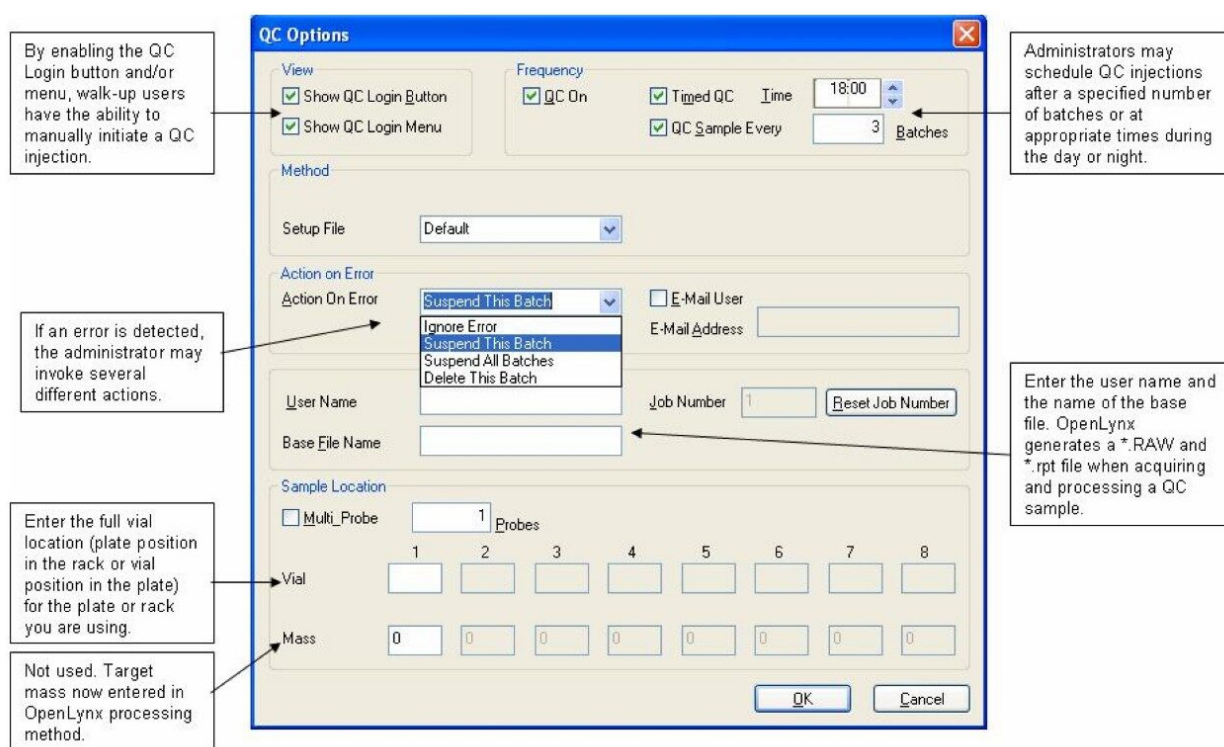 By enabling the QC
Login button and/or
menu, walk-up users
have the ability to
manually initiate a QC
injection.
If an error is detected,
the administrator may
invoke several
different actions.
Enter the full vial
location (plate position
in the rack or vial
position in the plate)
for the plate or rack
you are using.
Not used. Target
mass now entered in
OpenLynx processing
method.
QC Options
View
Show QC Login Button
Show QC Login Menu
Frequency
QC On
Timed QC Time 18:00
QC Sample Every 3 Batches
Method
Setup File Default
Action on Error
Action On Error Suspend This Batch
Ignore Error
Suspend This Batch
Suspend All Batches
Delete This Batch
E-Mail User
E-Mail Address
User Name Job Number 1 Reset Job Number
Base File Name
Sample Location
Multi_Probe 1 Probes
1 2 3 4 5 6 7 8
Vial
Mass 0 0 0 0 0 0 0 0
OK Cancel
Administrators may
schedule QC injections
after a specified number
of batches or at
appropriate times during
the day or night.
Enter the user name and
the name of the base
file. OpenLynx
generates a *.RAW and
*.rpt file when acquiring
and processing a QC
sample.